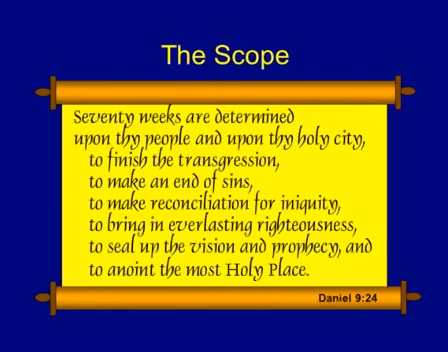 The Scope
Seventy weeks are determined
upon thy people and upon thy holy city,
to finish the transgression,
to make an end of sins,
to make reconciliation for iniquity,
to bring in everlasting righteousness,
to seal up the vision and prophecy, and
to anoint the most Holy Place.
Daniel 9:24